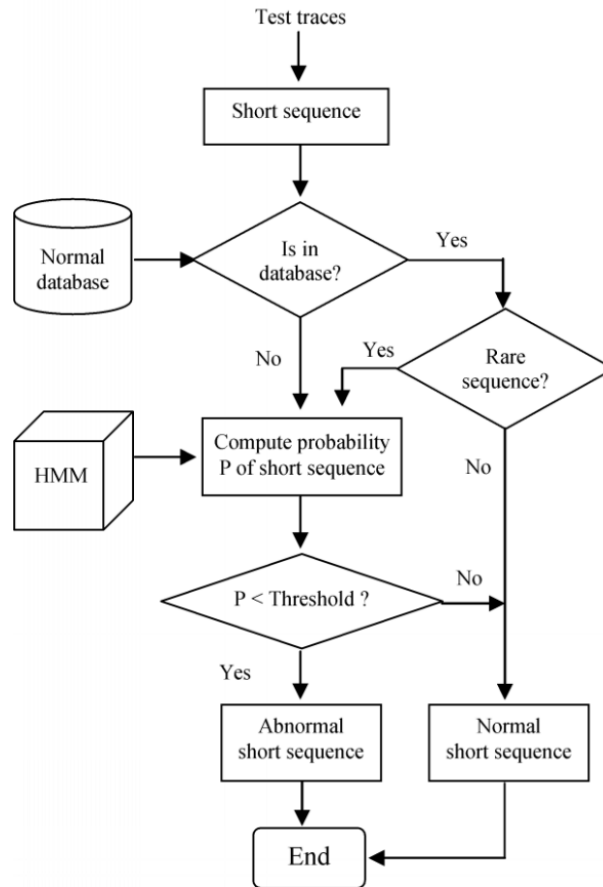 Test traces
Short sequence
Normal
database
Is in
database?
Yes
No
Yes
Rare
sequence?
HMM
Compute probability
P of short sequence
No
P < Threshold ?
No
Yes
Abnormal
short sequence
Normal
short sequence
End